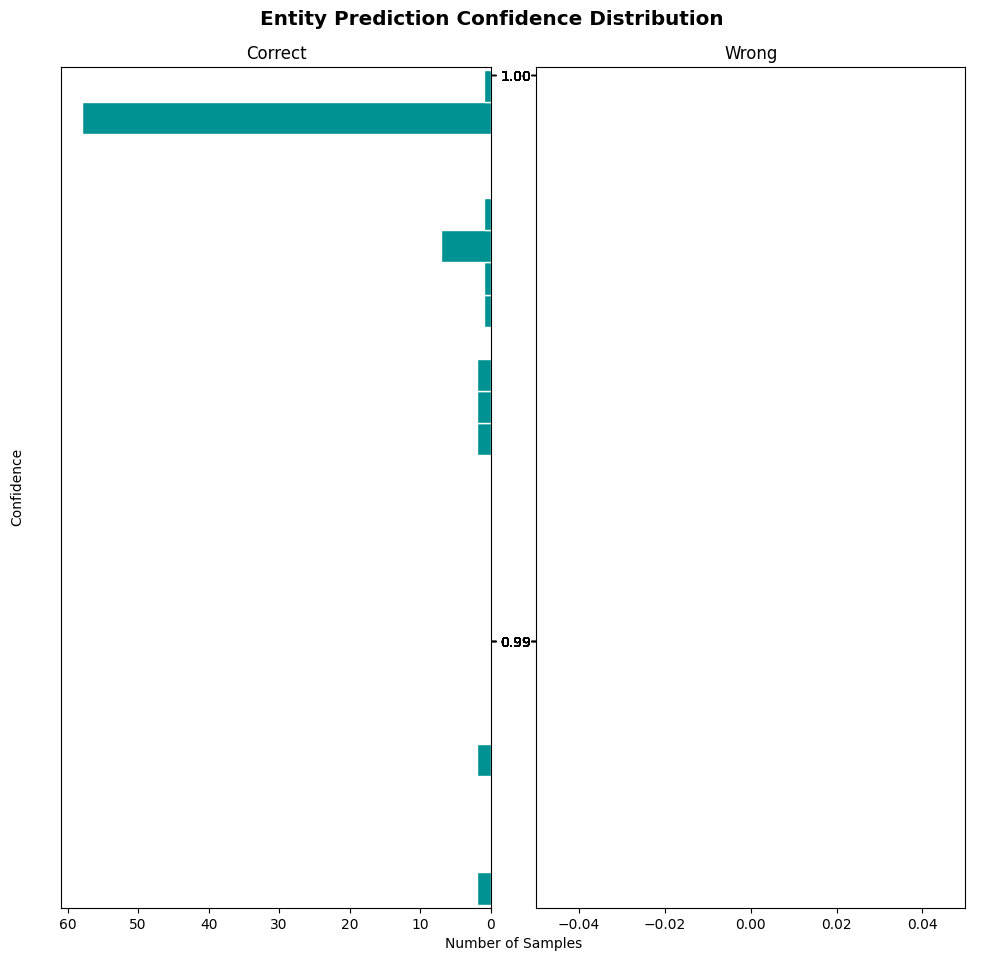 Entity Prediction Confidence Distribution
Correct
Wrong
1.00
0.99
Confidence
60 50 40 30 20 10 0
−0.04 −0.02 0.00 0.02 0.04
Number of Samples